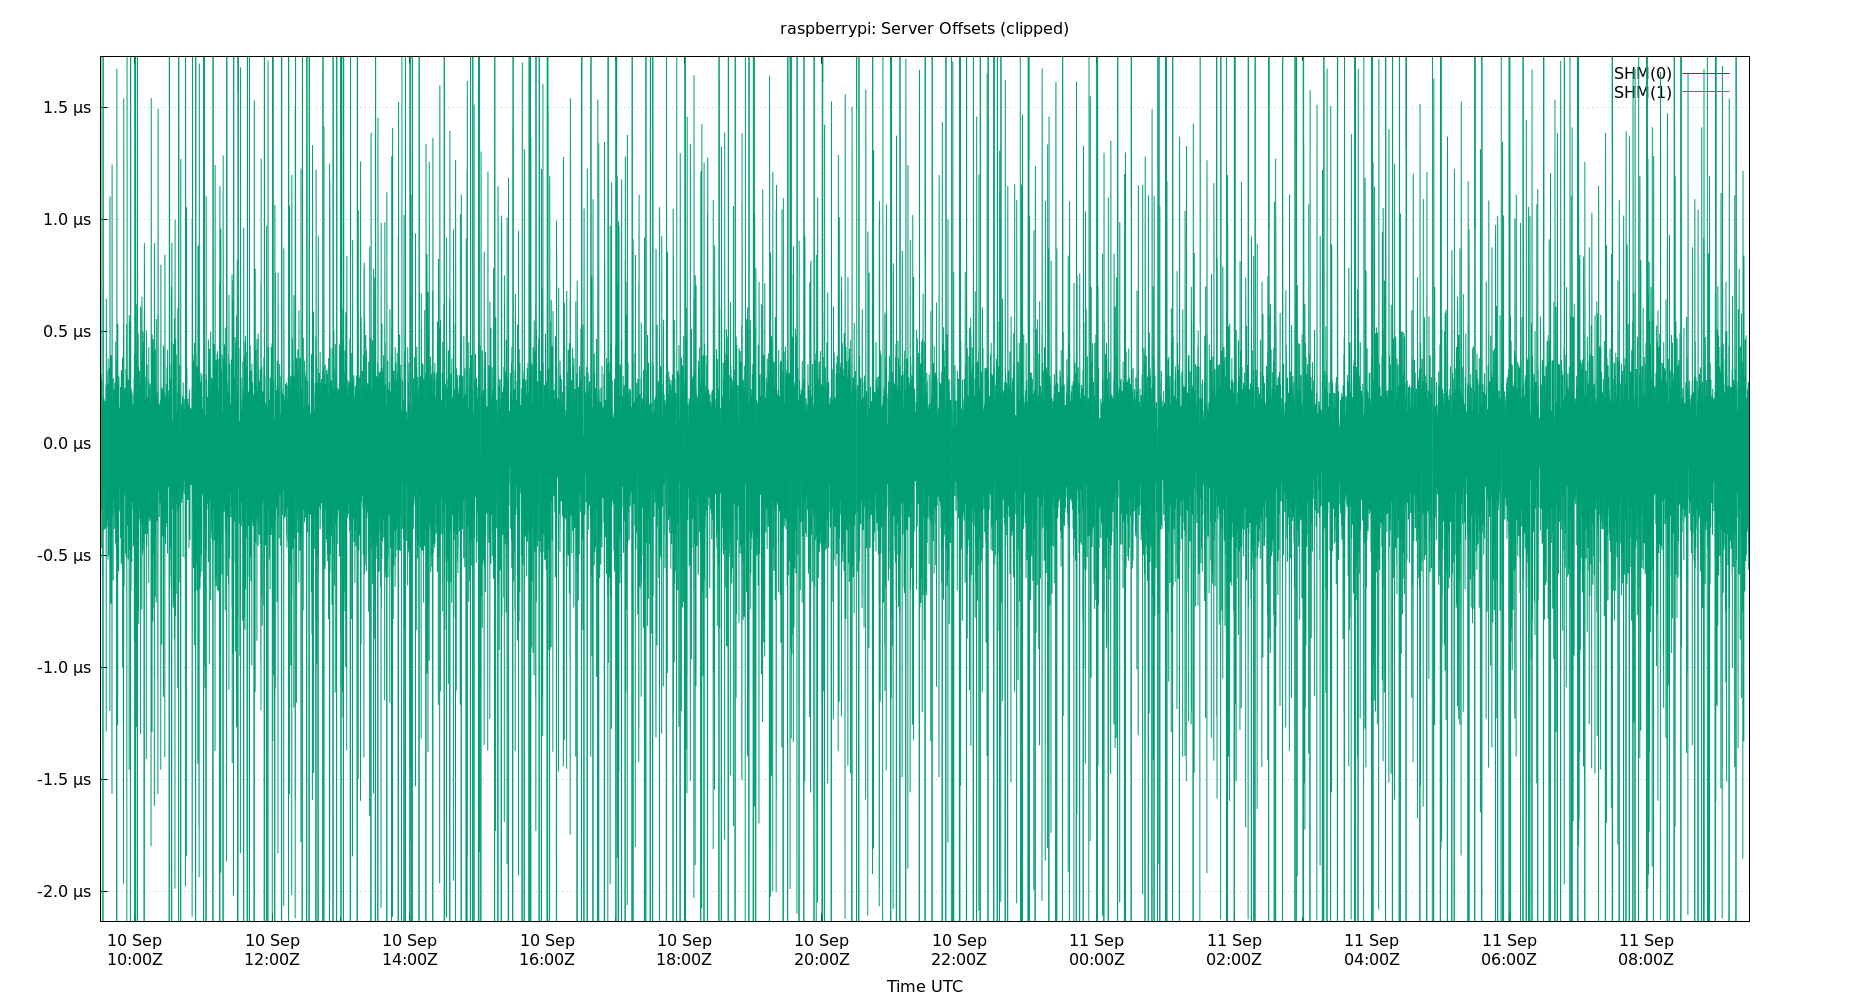 raspberrypi: Server Offsets (clipped)
SHM(0)
SHM(1)
1.5 µs
1.0 µs
0.5 µs
0.0 µs
-0.5 µs
-1.0 µs
-1.5 µs
-2.0 µs
10 Sep 10 Sep 10 Sep 10 Sep 10 Sep 10 Sep 10 Sep 11 Sep 11 Sep 11 Sep 11 Sep 11 Sep
10:00Z 12:00Z 14:00Z 16:00Z 18:00Z 20:00Z 22:00Z 00:00Z 02:00Z 04:00Z 06:00Z 08:00Z
Time UTC